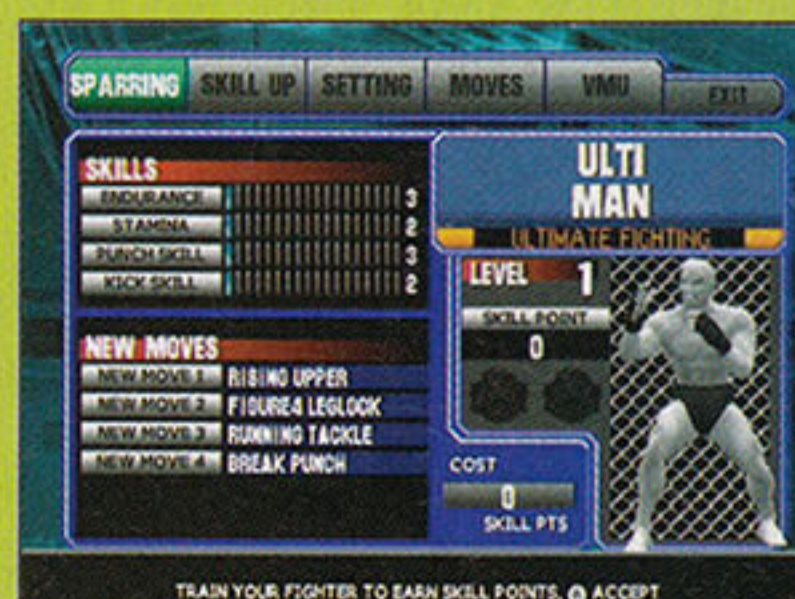 SPARRING SKILL UP SETTING MOVES VMU EXIT
SKILLS
ENDURANCE 3
STAMINA 2
PUNCH SKILL 3
KICK SKILL 2
NEW MOVES
NEW MOVE 1 RISING UPPER
NEW MOVE 2 FIGURE4 LEGLOCK
NEW MOVE 3 RUNNING TACKLE
NEW MOVE 4 BREAK PUNCH
ULTI
MAN
ULTIMATE FIGHTING
LEVEL 1
SKILL POINT
0
COST
0
SKILL PTS
TRAIN YOUR FIGHTER TO EARN SKILL POINTS. A ACCEPT